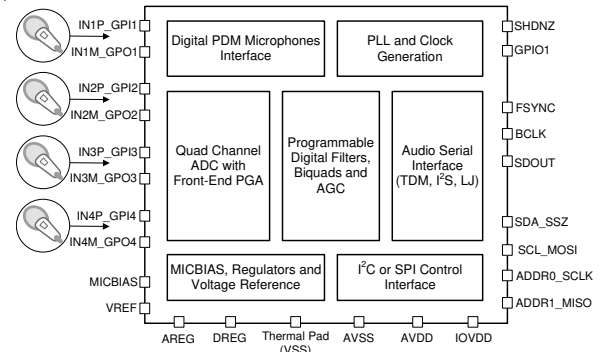 IN1P_GPI1
IN1M_GPO1
IN2P_GPI2
IN2M_GPO2
IN3P_GPI3
IN3M_GPO3
IN4P_GPI4
IN4M_GPO4
MICBIAS
VREF
Digital PDM Microphones
Interface
PLL and Clock
Generation
Quad Channel
ADC with
Front-End PGA
Programmable
Digital Filters,
Biquads and
AGC
Audio Serial
Interface
(TDM, I²S, LJ)
MICBIAS, Regulators and
Voltage Reference
I²C or SPI Control
Interface
SHDNZ
GPIO1
FSYNC
BCLK
SDOUT
SDA_SSZ
SCL_MOSI
ADDR0_SCLK
ADDR1_MISO
AREG
DREG
Thermal Pad
(VSS)
AVSS
AVDD
IOVDD